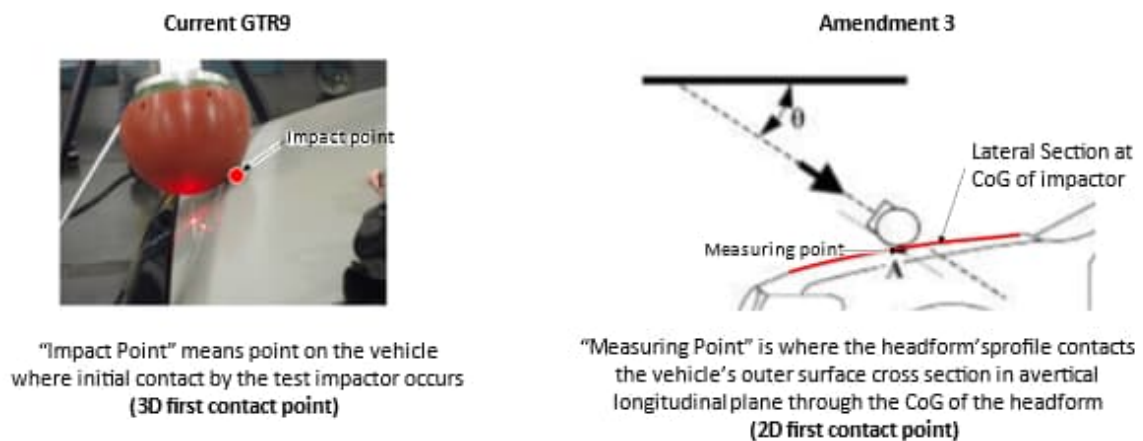 Current GTR9
Impact point
"Impact Point" means point on the vehicle
where initial contact by the test impactor occurs
(3D first contact point)
Amendment 3
θ
Lateral Section at
CoG of impactor
Measuring point
A
"Measuring Point" is where the headform'sprofile contacts
the vehicle's outer surface cross section in avertical
longitudinal plane through the CoG of the headform
(2D first contact point)